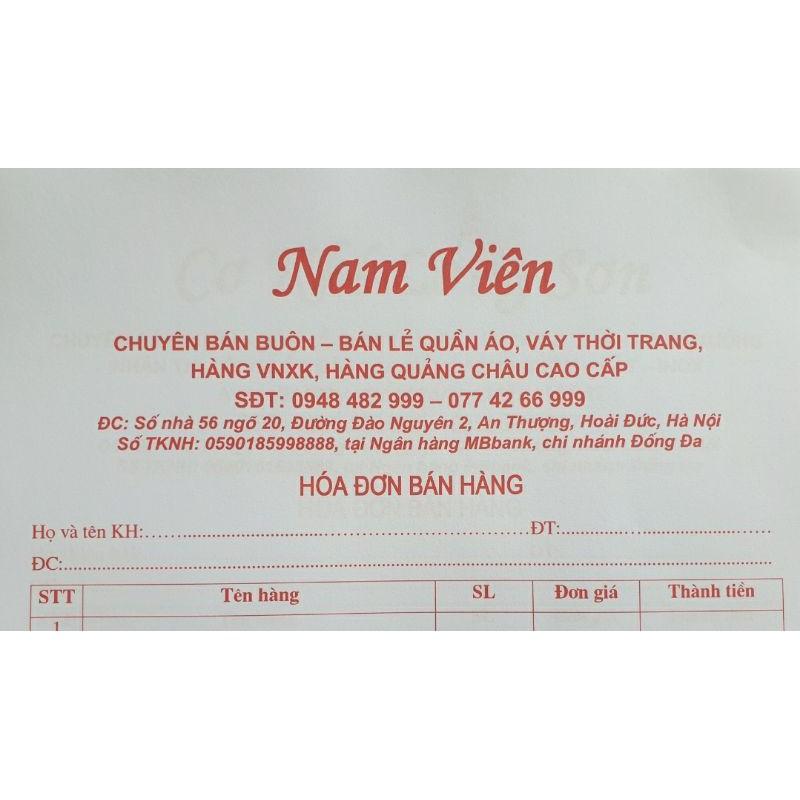 Nam Viên
CHUYÊN BÁN BUÔN – BÁN LẺ QUẦN ÁO, VÁY THỜI TRANG,
HÀNG VNXK, HÀNG QUẢNG CHÂU CAO CẤP
SĐT: 0948 482 999 – 077 42 66 999
ĐC: Số nhà 56 ngõ 20, Đường Đào Nguyên 2, An Thượng, Hoài Đức, Hà Nội
Số TKNH: 0590185998888, tại Ngân hàng MBbank, chi nhánh Đống Đa
HÓA ĐƠN BÁN HÀNG
Họ và tên KH:........................................ĐT:........................................
ĐC:........................................
STT Tên hàng SL Đơn giá Thành tiền
1